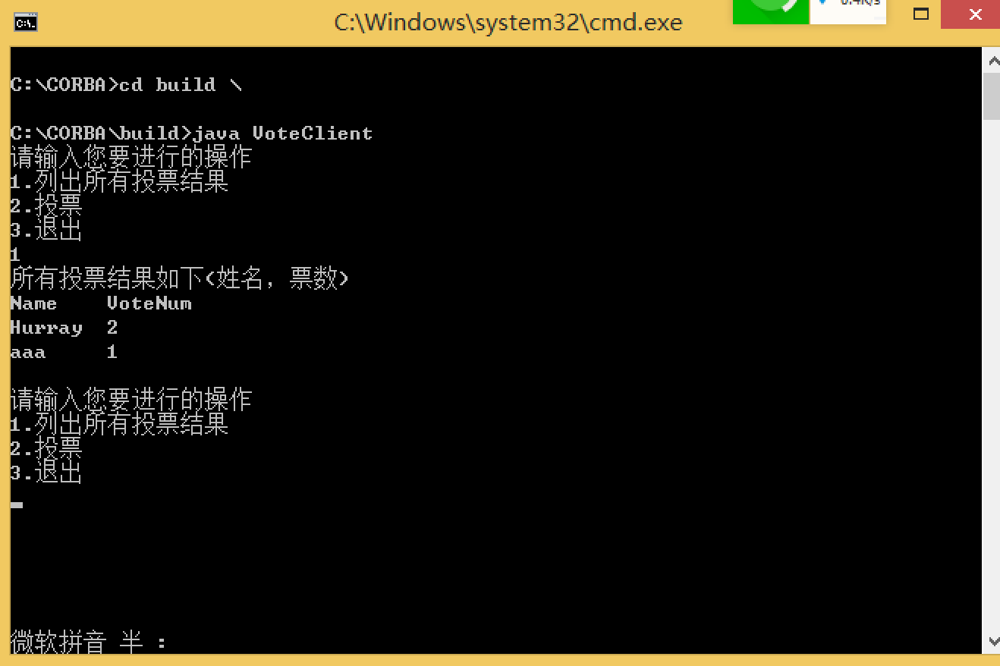 C:\Windows\system32\cmd.exe
C:\CORBA>cd build \
C:\CORBA\build>java VoteClient
请输入您要进行的操作
1.列出所有投票结果
2.投票
3.退出
1
所有投票结果如下(姓名，票数)
Name VoteNum
Hurray 2
aaa 1
请输入您要进行的操作
1.列出所有投票结果
2.投票
3.退出
微软拼音 半 :